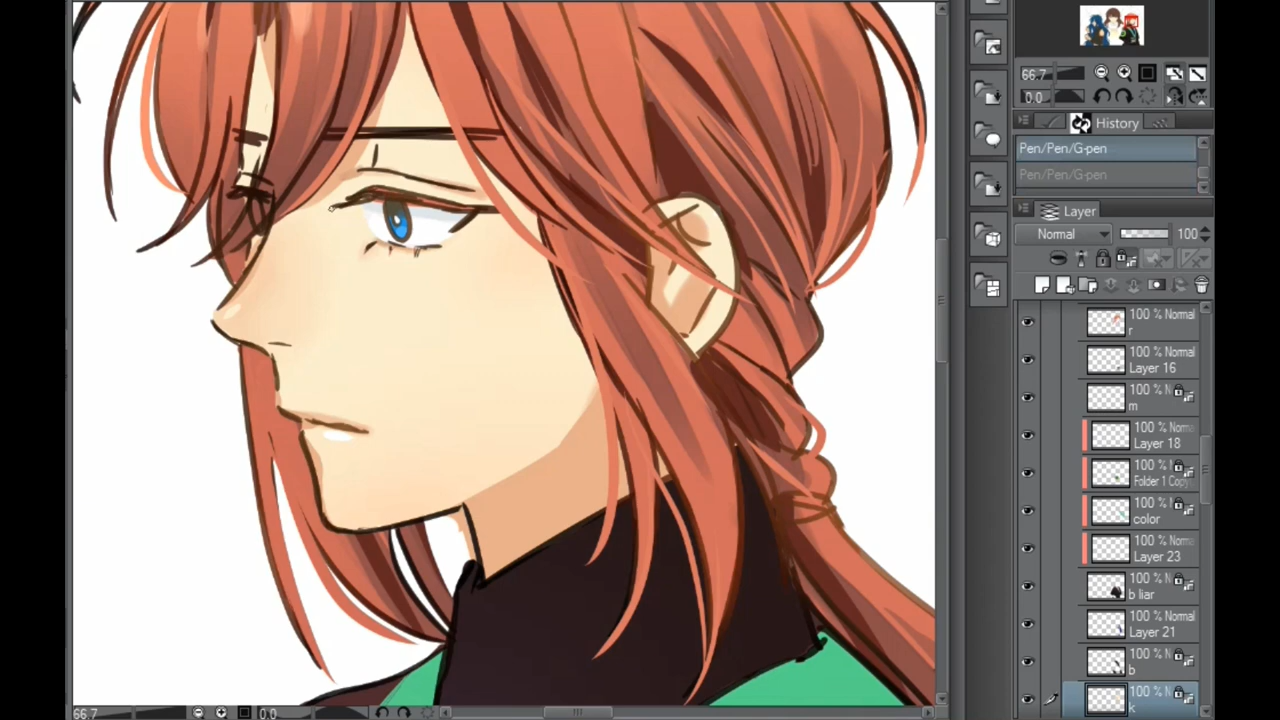 66.7
0.0
History
Pen/Pen/G-pen
Pen/Pen/G-pen
Layer
Normal 100
100 % Normal
r
100 % Normal
Layer 16
100 % N
m
100 % Norma
Layer 18
100 % N
Folder 1 Copy
100 % N
color
100 % Norma
Layer 23
100 % N
b liar
100 % Normal
Layer 21
100 % N
b
100 % N
k
66.7 0.0